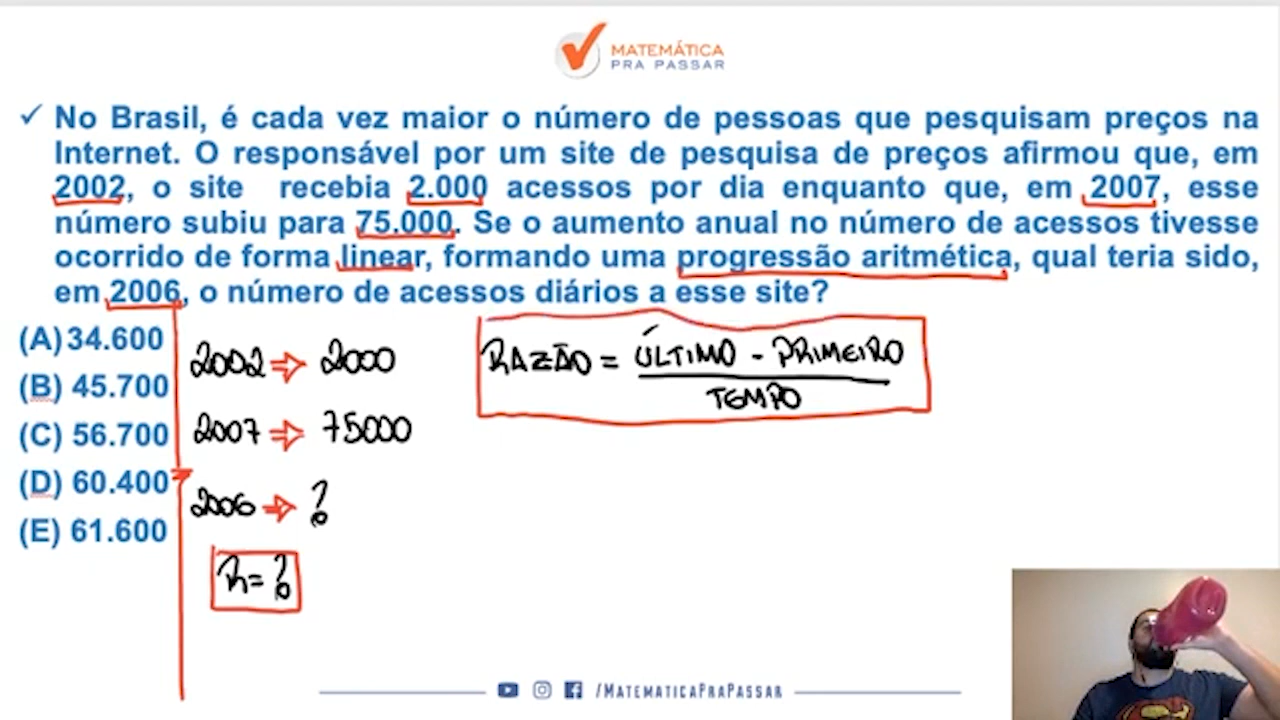 MATEMÁTICA
PRA PASSAR
✓ No Brasil, é cada vez maior o número de pessoas que pesquisam preços na
Internet. O responsável por um site de pesquisa de preços afirmou que, em
2002, o site recebia 2.000 acessos por dia enquanto que, em 2007, esse
número subiu para 75.000. Se o aumento anual no número de acessos tivesse
ocorrido de forma linear, formando uma progressão aritmética, qual teria sido,
em 2006, o número de acessos diários a esse site?
(A) 34.600
(B) 45.700
(C) 56.700
(D) 60.400
(E) 61.600
2002 ⇒ 2000
2007 ⇒ 75000
2006 ⇒ ?
R = ?
RAZÃO = ÚLTIMO - PRIMEIRO
TEMPO
/MATEMATICAPRAPASSAR